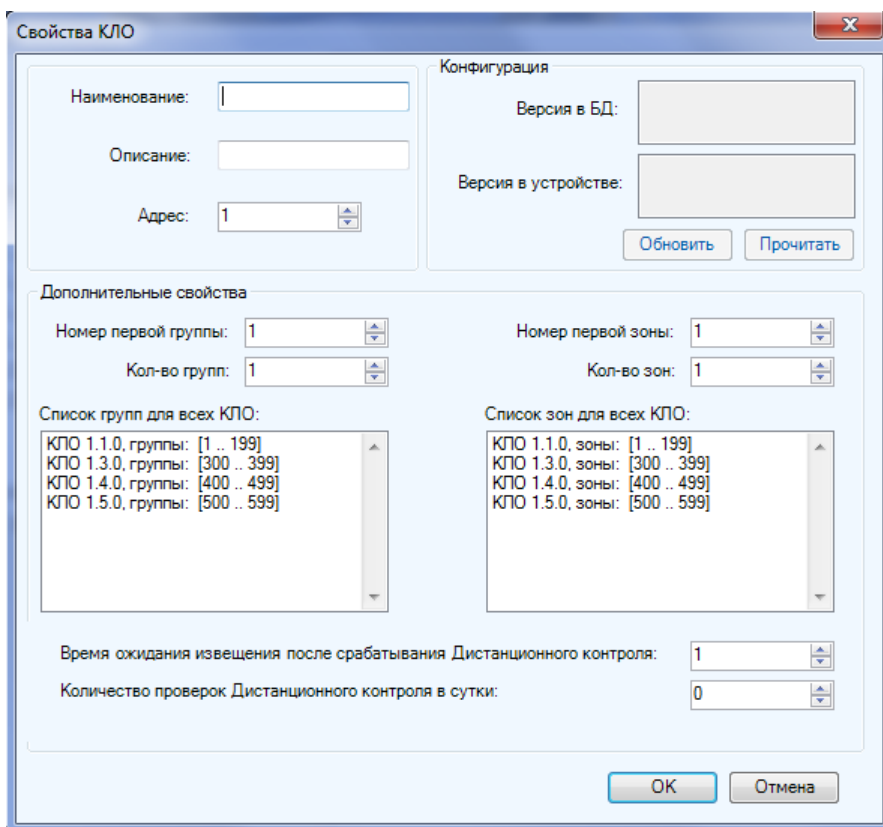 Свойства КЛО
Наименование:
Описание:
Адрес: 1
Конфигурация
Версия в БД:
Версия в устройстве:
Обновить Прочитать
Дополнительные свойства
Номер первой группы: 1
Номер первой зоны: 1
Кол-во групп: 1
Кол-во зон: 1
Список групп для всех КЛО:
КЛО 1.1.0, группы: [1 .. 199]
КЛО 1.3.0, группы: [300 .. 399]
КЛО 1.4.0, группы: [400 .. 499]
КЛО 1.5.0, группы: [500 .. 599]
Список зон для всех КЛО:
КЛО 1.1.0, зоны: [1 .. 199]
КЛО 1.3.0, зоны: [300 .. 399]
КЛО 1.4.0, зоны: [400 .. 499]
КЛО 1.5.0, зоны: [500 .. 599]
Время ожидания извещения после срабатывания Дистанционного контроля: 1
Количество проверок Дистанционного контроля в сутки: 0
OK Отмена